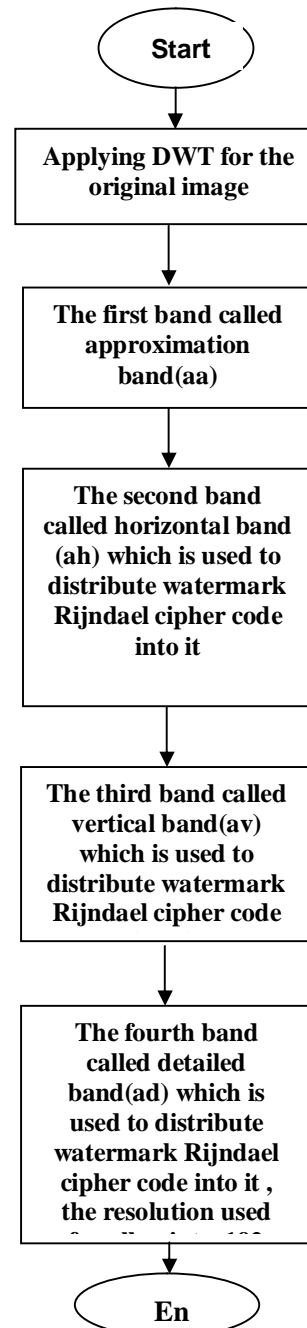 Start
Applying DWT for the
original image
The first band called
approximation
band(aa)
The second band
called horizontal band
(ah) which is used to
distribute watermark
Rijndael cipher code
into it
The third band called
vertical band(av)
which is used to
distribute watermark
Rijndael cipher code
The fourth band
called detailed
band(ad) which is
used to distribute
watermark Rijndael
cipher code into it ,
the resolution used
En